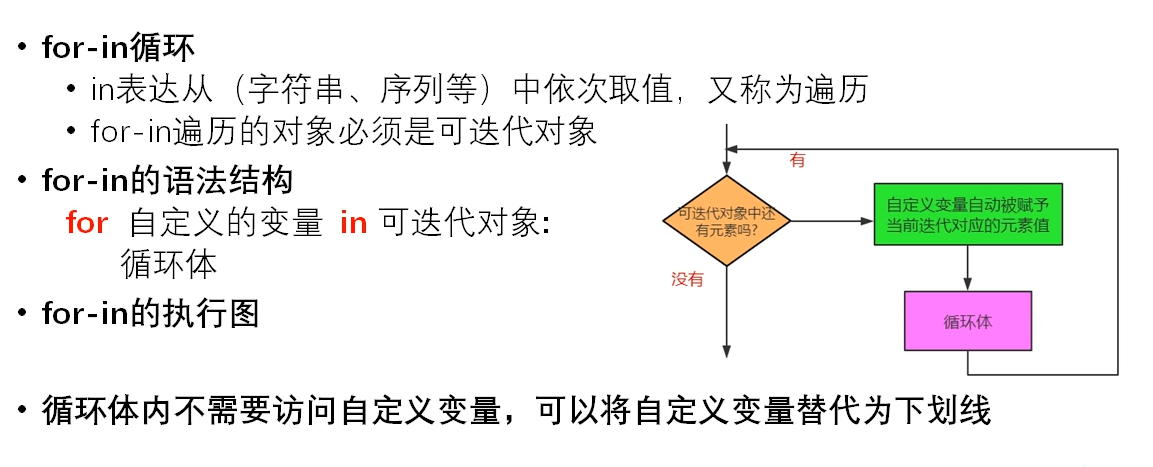 • for-in循环
• in表达从（字符串、序列等）中依次取值，又称为遍历
• for-in遍历的对象必须是可迭代对象
• for-in的语法结构
for 自定义的变量 in 可迭代对象:
循环体
• for-in的执行图
有
可迭代对象中还
有元素吗?
自定义变量自动被赋予
当前迭代对应的元素值
没有
循环体
• 循环体内不需要访问自定义变量，可以将自定义变量替代为下划线